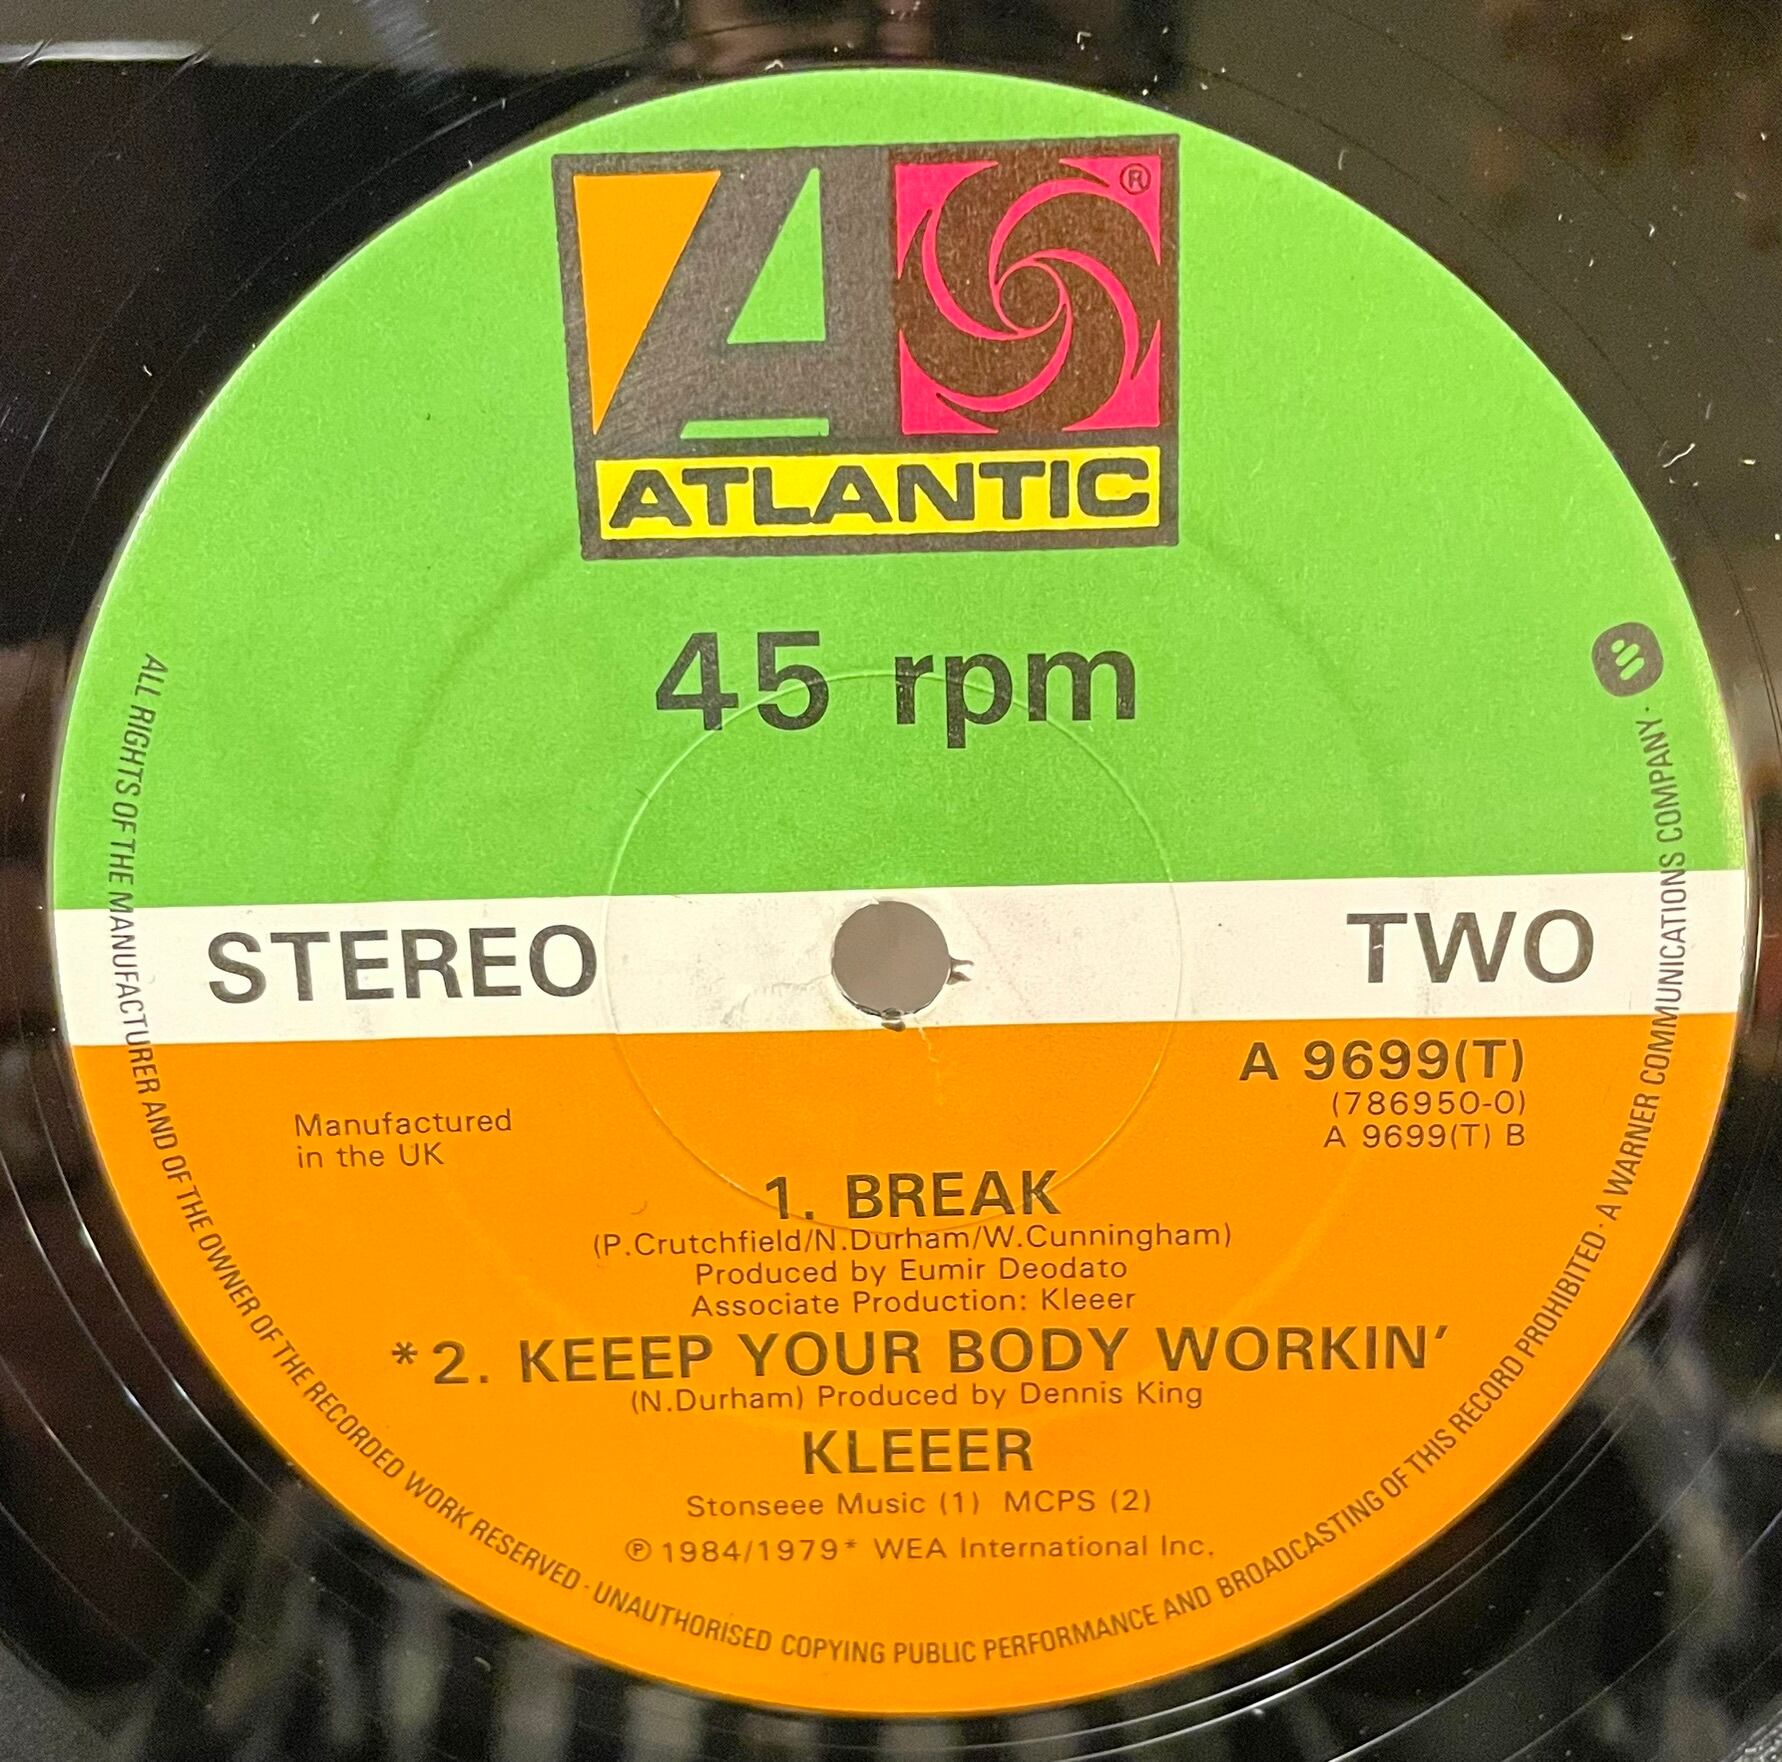 ®
ATLANTIC
45 rpm
STEREO
TWO
A 9699(T)
(786950-0)
A 9699(T) B
Manufactured
in the UK
1. BREAK
(P.Crutchfield/N.Durham/W.Cunningham)
Produced by Eumir Deodato
Associate Production: Kleeer
*2. KEEEP YOUR BODY WORKIN'
(N.Durham) Produced by Dennis King
KLEEER
Stonseee Music (1) MCPS (2)
℗ 1984/1979* WEA International Inc.
ALL RIGHTS OF THE MANUFACTURER AND OF THE OWNER OF THE RECORDED WORK RESERVED · UNAUTHORISED COPYING PUBLIC PERFORMANCE AND BROADCASTING OF THIS RECORD PROHIBITED · A WARNER COMMUNICATIONS COMPANY ·